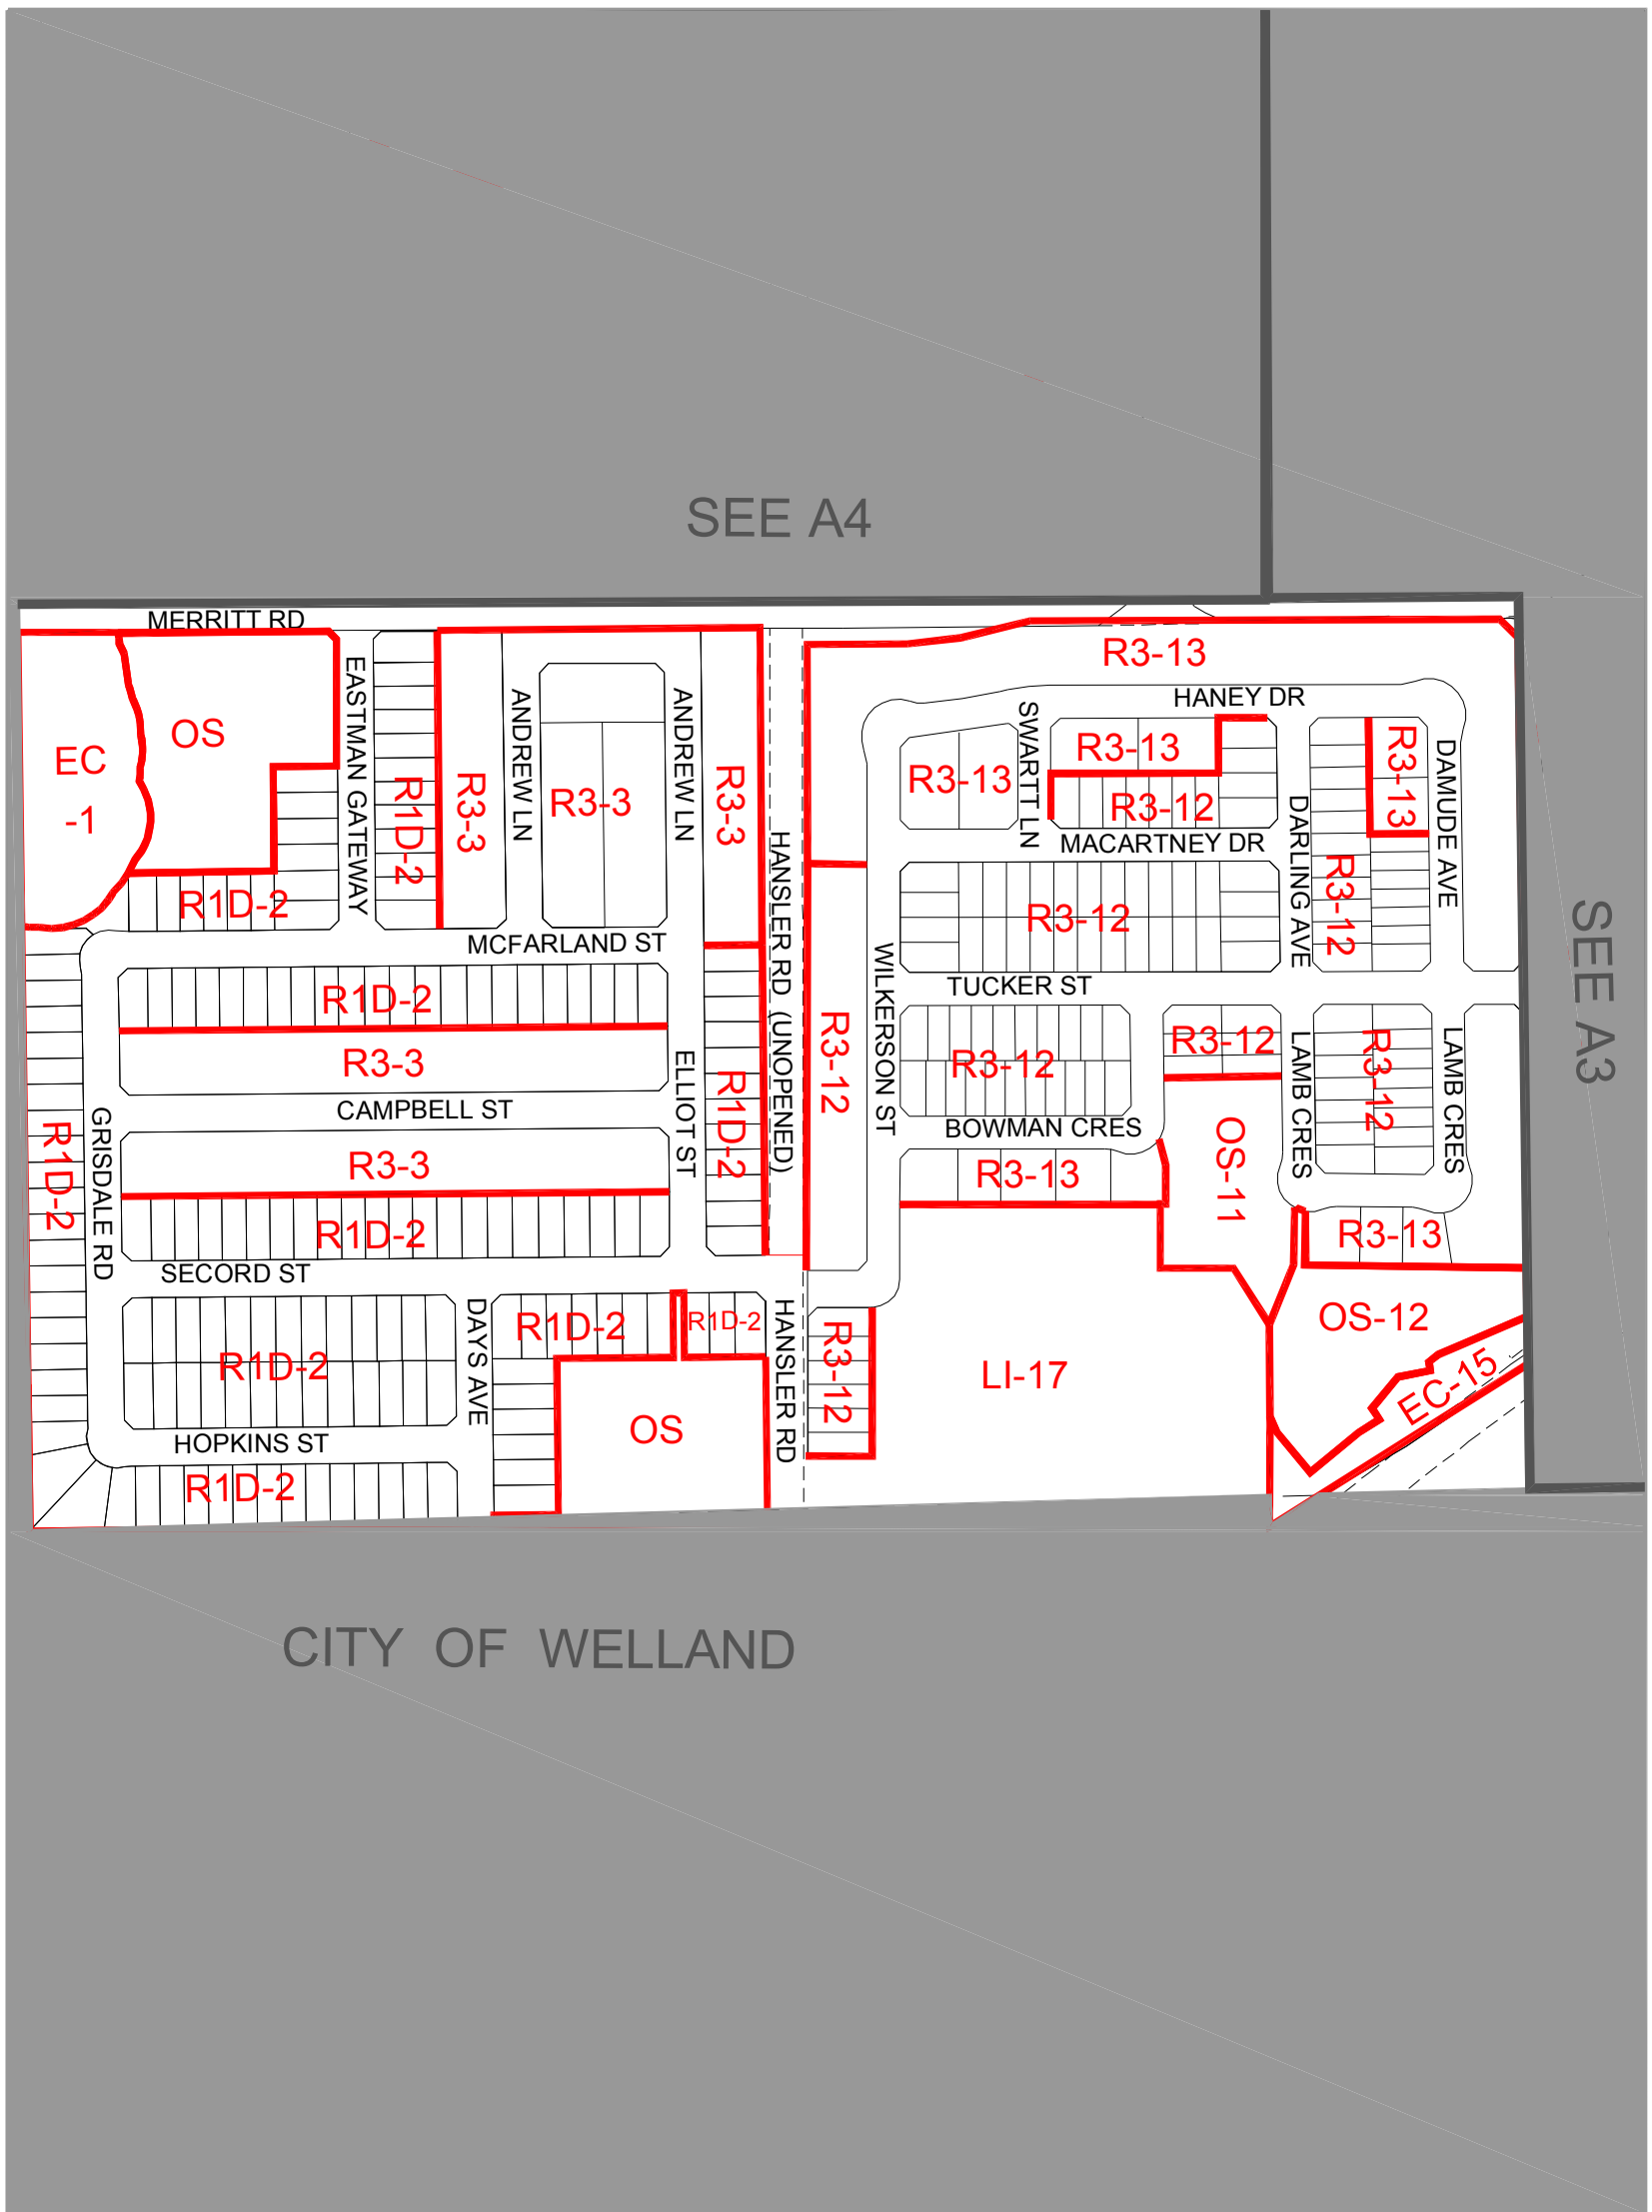 SEE A4
MERRITT RD
R3-13
HANEY DR
EASTMAN GATEWAY
ANDREW LN
ANDREW LN
SWARTT LN
DAMUDE AVE
OS
EC
-1
R1D-2
R3-3
R3-3
R3-3
R3-13
R3-13
R3-12
R3-13
DARLING AVE
MACARTNEY DR
HANSLER RD (UNOPENED)
R1D-2
R3-12
R3-12
SEE A3
MCFARLAND ST
WILKERSON ST
TUCKER ST
R1D-2
R3-12
R3-3
R3-12
R3-12
LAMB CRES
R3-12
LAMB CRES
ELLIOT ST
R1D-2
CAMPBELL ST
BOWMAN CRES
GRISDALE RD
R1D-2
R3-3
R3-13
OS-11
R1D-2
R3-13
SECORD ST
DAYS AVE
R1D-2
R1D-2
HANSLER RD
R3-12
OS-12
R1D-2
LI-17
EC-15
OS
HOPKINS ST
R1D-2
CITY OF WELLAND